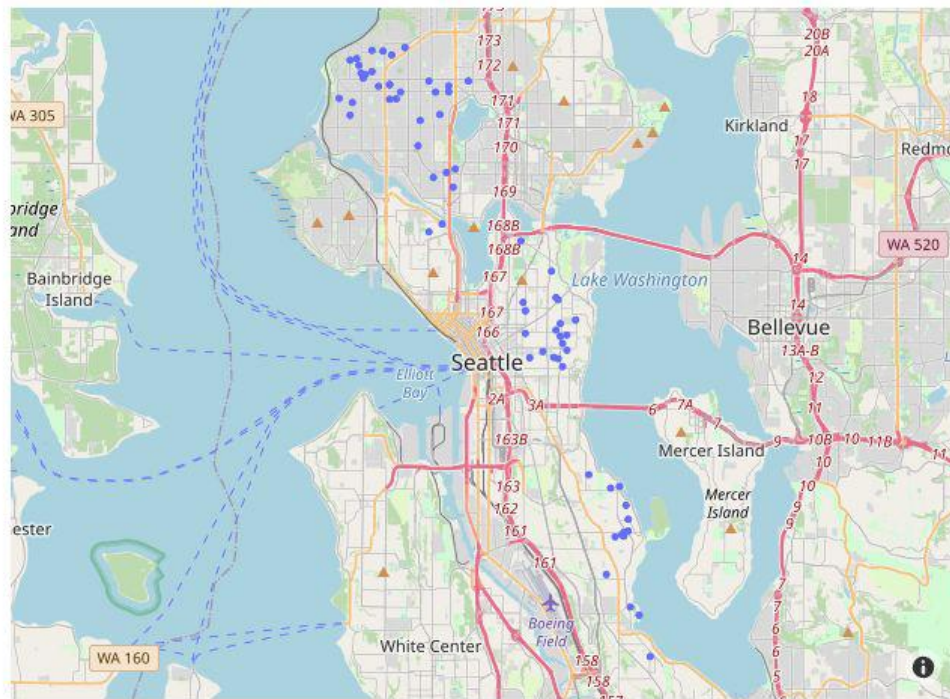 173
172
171
171
170
169
168B
168B
167
167
166
20B
20A
18
17
17
WA 305
Kirkland
Redmo
bridge
and
WA 520
Bainbridge
Island
Lake Washington
14
14
Bellevue
13A-B
12
11
Seattle
Elliott
Bay
2A
3A
6
7A
7
9
10B
10
11B
11
10
10
9
9
163B
163
162
161
161
Mercer Island
Mercer
Island
ester
7
7
6
6
5
Boeing
Field
White Center
WA 160
158
158
157